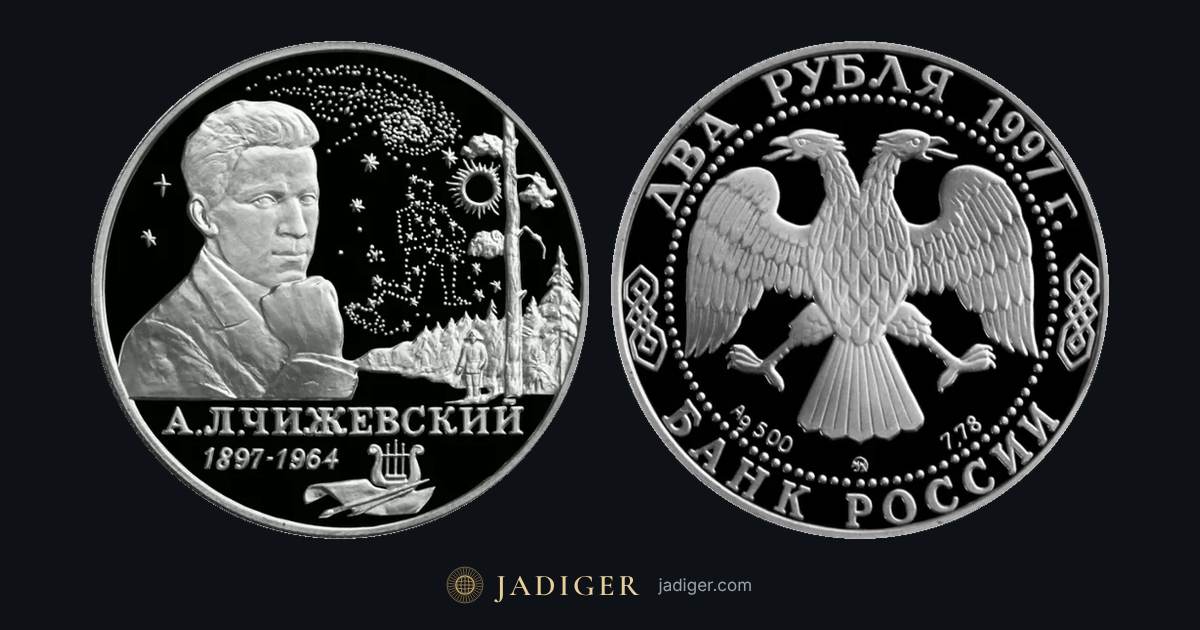 А.Л.ЧИЖЕВСКИЙ
1897-1964
ДВА РУБЛЯ 1997 г.
Ag 500
7.78
БАНК РОССИИ
JADIGER
jadiger.com